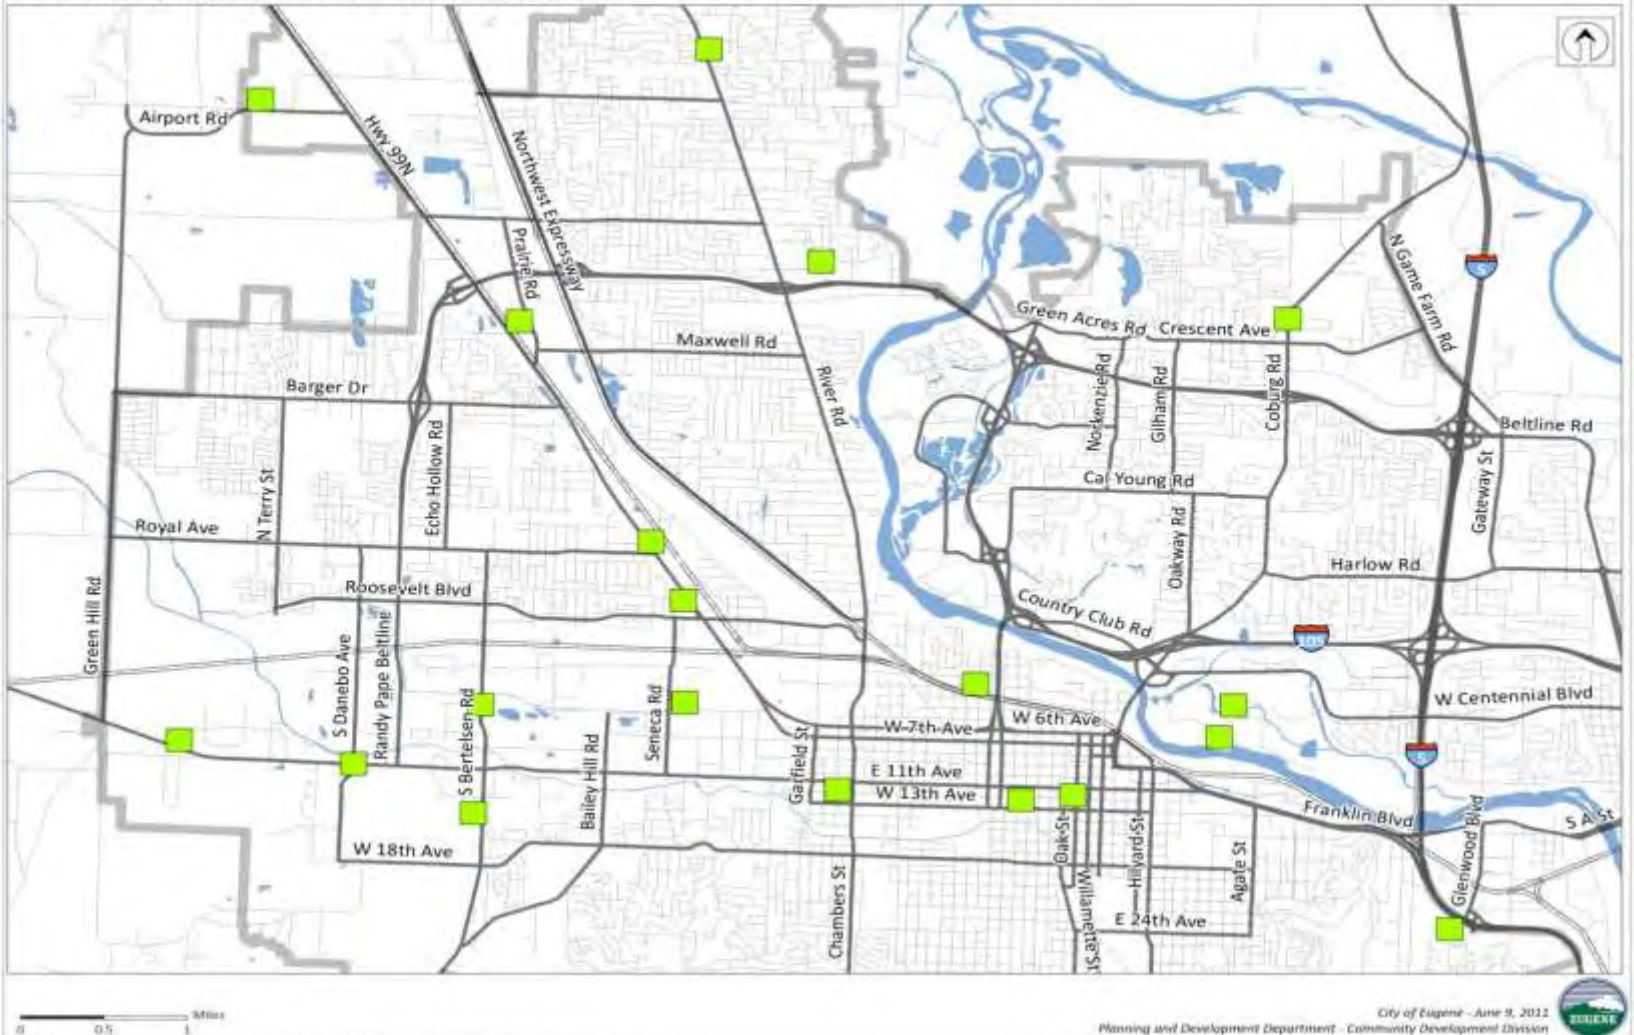 Airport Rd
Hwy 99N
Northwest Expressway
Prairie Rd
N Game Farm Rd
5
Green Acres Rd
Crescent Ave
Maxwell Rd
Barger Dr
River Rd
Norkenzie Rd
Gilham Rd
Coburg Rd
Beltline Rd
Echo Hollow Rd
N Terry St
Cal Young Rd
Gateway St
Royal Ave
Oakway Rd
Harlow Rd
Roosevelt Blvd
Green Hill Rd
Country Club Rd
105
S Danebo Ave
Randy Pape Beltline
S Bertelsen Rd
Seneca Rd
Bailey Hill Rd
W Centennial Blvd
W 6th Ave
W 7th Ave
Garfield St
5
E 11th Ave
W 13th Ave
Franklin Blvd
S A St
Glenwood Blvd
Oak St
Hilyard St
W 18th Ave
Chambers St
Willamette St
Agate St
E 24th Ave
Miles
0 0.5 1
City of Eugene - June 9, 2011
Planning and Development Department - Community Development Division
EUGENE